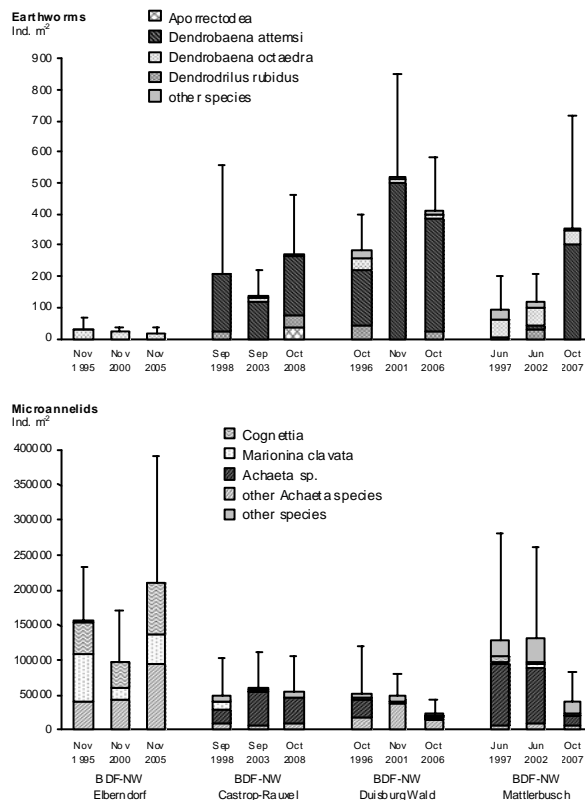 Earthworms
Ind. m²
Aporrectodea
Dendrobaena attemsi
Dendrobaena octaedra
Dendrodrilus rubidus
other species
900
800
700
600
500
400
300
200
100
0
Nov Nov Nov Sep Sep Oct Oct Nov Oct Jun Jun Oct
1995 2000 2005 1998 2003 2008 1996 2001 2006 1997 2002 2007
Microannelids
Ind. m²
Cognettia
Marionina clavata
Achaeta sp.
other Achaeta species
other species
400000
350000
300000
250000
200000
150000
100000
50000
0
Nov Nov Nov Sep Sep Oct Oct Nov Oct Jun Jun Oct
1995 2000 2005 1998 2003 2008 1996 2001 2006 1997 2002 2007
BDF-NW BDF-NW BDF-NW BDF-NW
Elberndorf Castrop-Rauxel Duisburg Wald Mattlerbusch